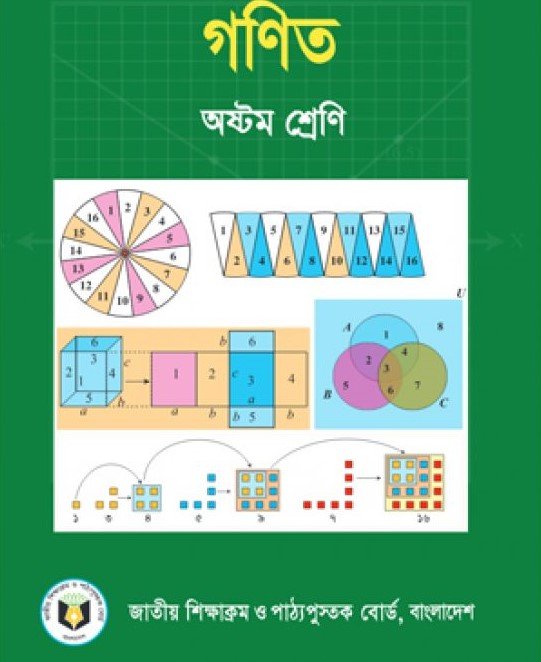 গণিত
অষ্টম শ্রেণি
1 2 3 4 5 6 7 8 9 10 11 12 13 14 15 16
1 3 5 7 9 11 13 15
2 4 6 8 10 12 14 16
U
A 1 8
2 4
3
B 5 6 7 C
b 6
6
3 c
2 4 1 2 c 3 4
1
5 a
a b a b b 5 b
১ ৩ ৪ ৫ ৯ ৭ ১৬
জাতীয় শিক্ষাক্রম ও পাঠ্যপুস্তক বোর্ড, বাংলাদেশ